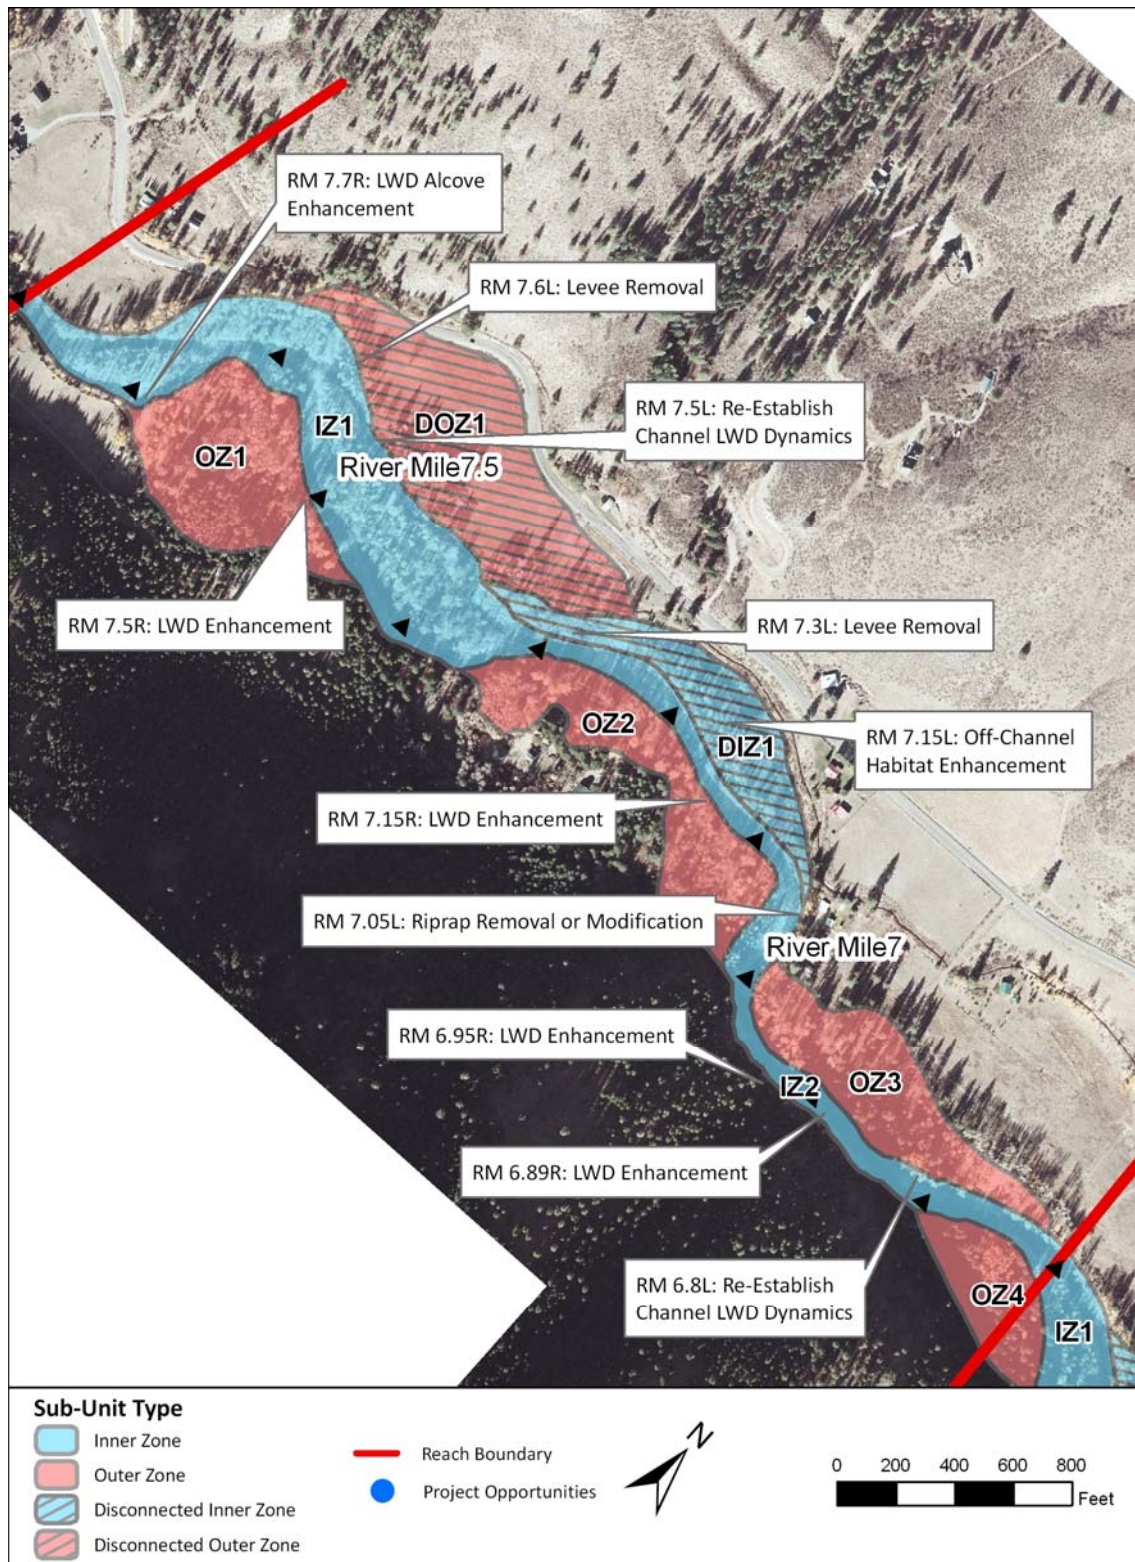 RM 7.7R: LWD Alcove
Enhancement
RM 7.6L: Levee Removal
RM 7.5L: Re-Establish
Channel LWD Dynamics
DOZ1
IZ1
OZ1
River Mile7.5
RM 7.5R: LWD Enhancement
RM 7.3L: Levee Removal
OZ2
DIZ1
RM 7.15L: Off-Channel
Habitat Enhancement
RM 7.15R: LWD Enhancement
RM 7.05L: Riprap Removal or Modification
River Mile7
RM 6.95R: LWD Enhancement
IZ2
OZ3
RM 6.89R: LWD Enhancement
RM 6.8L: Re-Establish
Channel LWD Dynamics
OZ4
IZ1
Sub-Unit Type
Inner Zone
Outer Zone
Disconnected Inner Zone
Disconnected Outer Zone
Reach Boundary
Project Opportunities
N
0 200 400 600 800
Feet